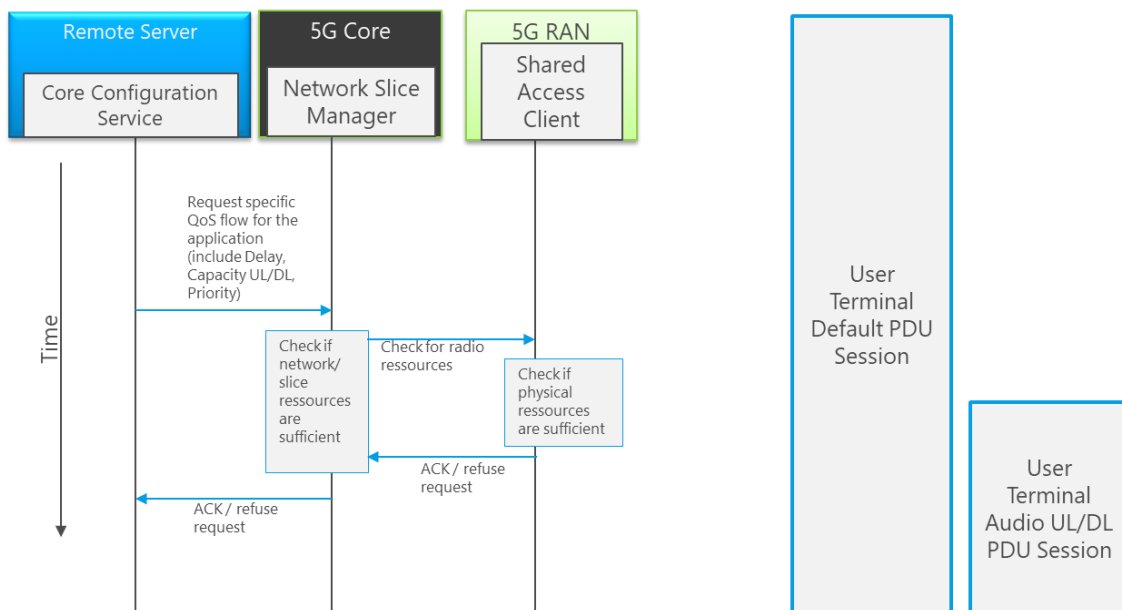 Remote Server
Core Configuration
Service
5G Core
Network Slice
Manager
5G RAN
Shared
Access
Client
Time
Request specific
QoS flow for the
application
(include Delay,
Capacity UL/DL,
Priority)
Check if
network/
slice
ressources
are
sufficient
Check for radio
ressources
Check if
physical
ressources
are sufficient
ACK / refuse
request
ACK / refuse
request
User
Terminal
Default PDU
Session
User
Terminal
Audio UL/DL
PDU Session